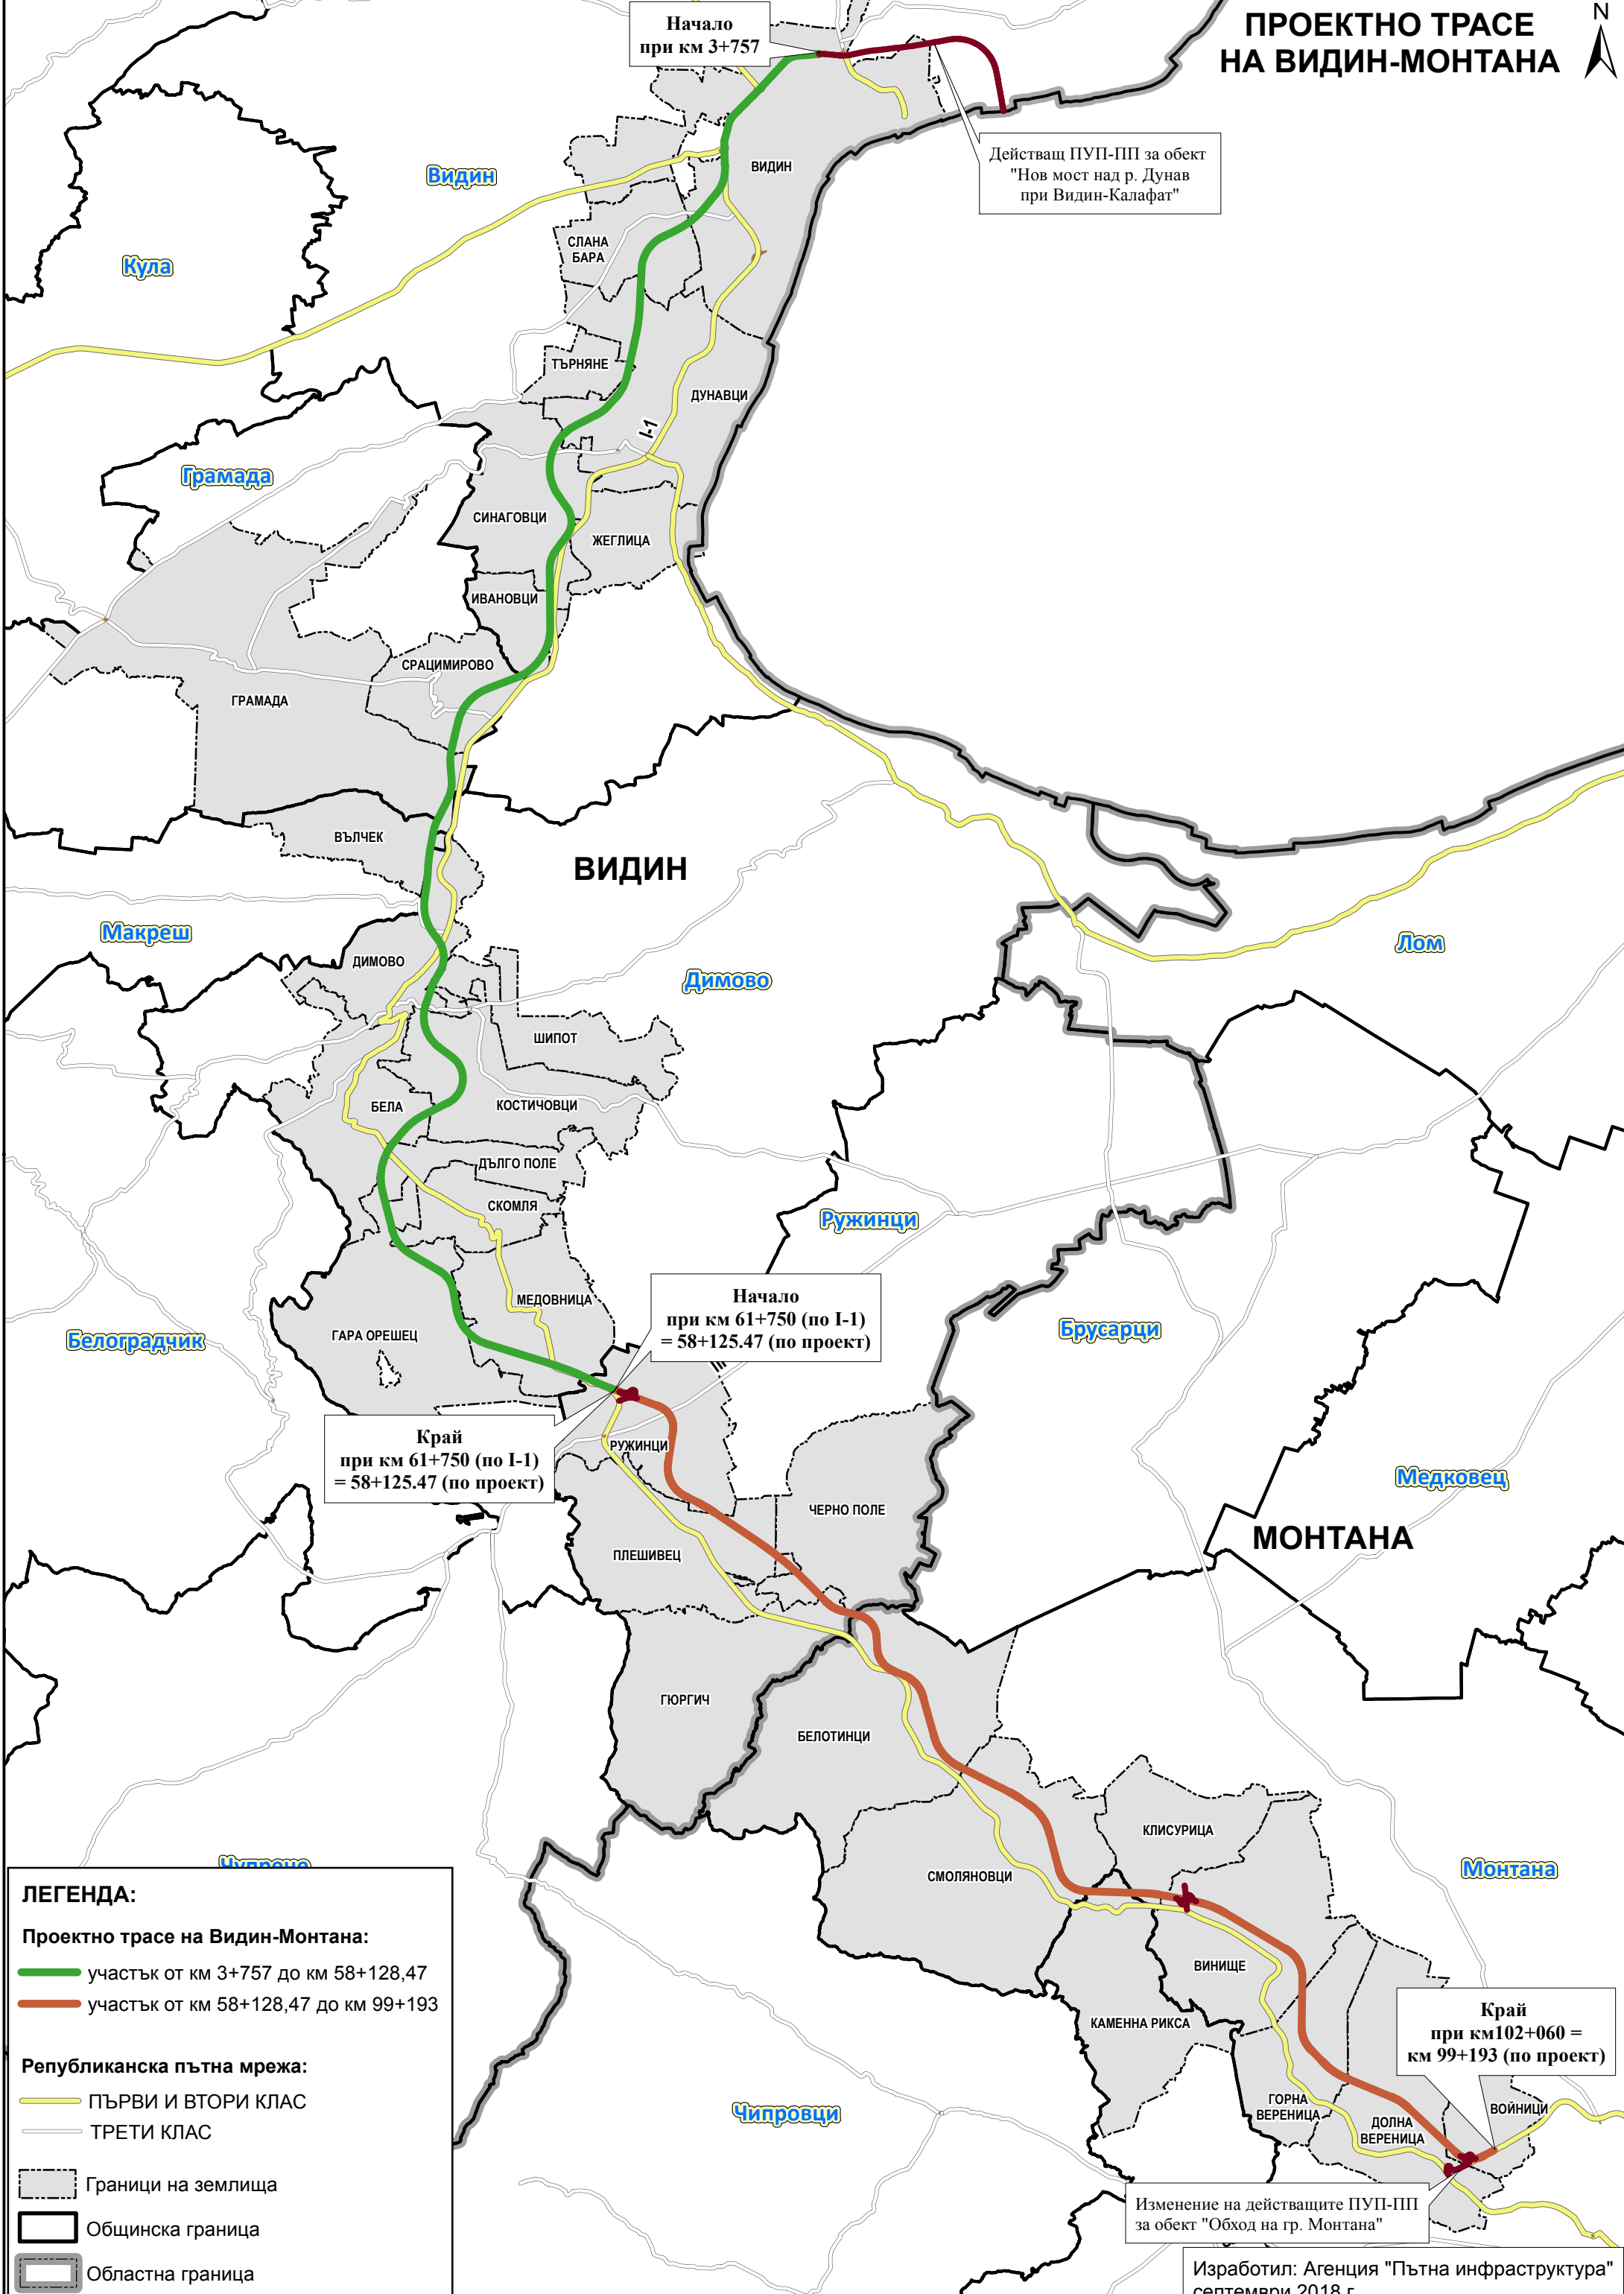 ПРОЕКТНО ТРАСЕ
НА ВИДИН-МОНТАНА
N
Начало
при км 3+757
Действащ ПУП-ПП за обект
"Нов мост над р. Дунав
при Видин-Калафат"
Видин
ВИДИН
Кула
СЛАНА
БАРА
ТЪРНЯНЕ
ДУНАВЦИ
I-1
Грамада
СИНАГОВЦИ
ЖЕГЛИЦА
ИВАНОВЦИ
СРАЦИМИРОВО
ГРАМАДА
ВЪЛЧЕК
ВИДИН
Макреш
ДИМОВО
Димово
Лом
ШИПОТ
БЕЛА
КОСТИЧОВЦИ
ДЪЛГО ПОЛЕ
СКОМЛЯ
Ружинци
МЕДОВНИЦА
Начало
при км 61+750 (по I-1)
= 58+125.47 (по проект)
Белоградчик
ГАРА ОРЕШЕЦ
Брусарци
Край
при км 61+750 (по I-1)
= 58+125.47 (по проект)
РУЖИНЦИ
Медковец
ЧЕРНО ПОЛЕ
МОНТАНА
ПЛЕШИВЕЦ
ГЮРГИЧ
БЕЛОТИНЦИ
КЛИСУРИЦА
Чупрене
СМОЛЯНОВЦИ
Монтана
ВИНИЩЕ
КАМЕННА РИКСА
Край
при км102+060 =
км 99+193 (по проект)
Чипровци
ГОРНА
ВЕРЕНИЦА
ДОЛНА
ВЕРЕНИЦА
ВОЙНИЦИ
Изменение на действащите ПУП-ПП
за обект "Обход на гр. Монтана"
ЛЕГЕНДА:
Проектно трасе на Видин-Монтана:
участък от км 3+757 до км 58+128,47
участък от км 58+128,47 до км 99+193
Републиканска пътна мрежа:
ПЪРВИ И ВТОРИ КЛАС
ТРЕТИ КЛАС
Граници на землища
Общинска граница
Областна граница
Изработил: Агенция "Пътна инфраструктура"
септември 2018 г.